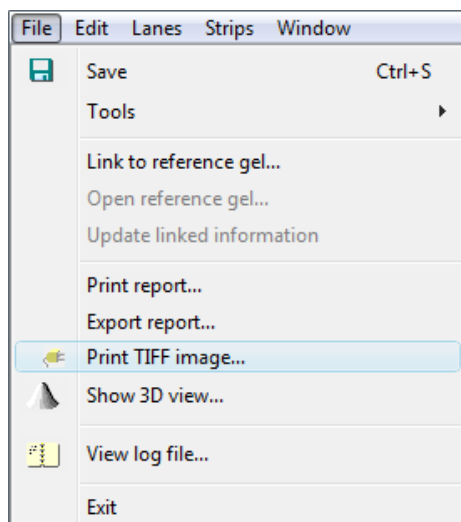 File Edit Lanes Strips Window
Save Ctrl+S
Tools
Link to reference gel...
Open reference gel...
Update linked information
Print report...
Export report...
Print TIFF image...
Show 3D view...
View log file...
Exit